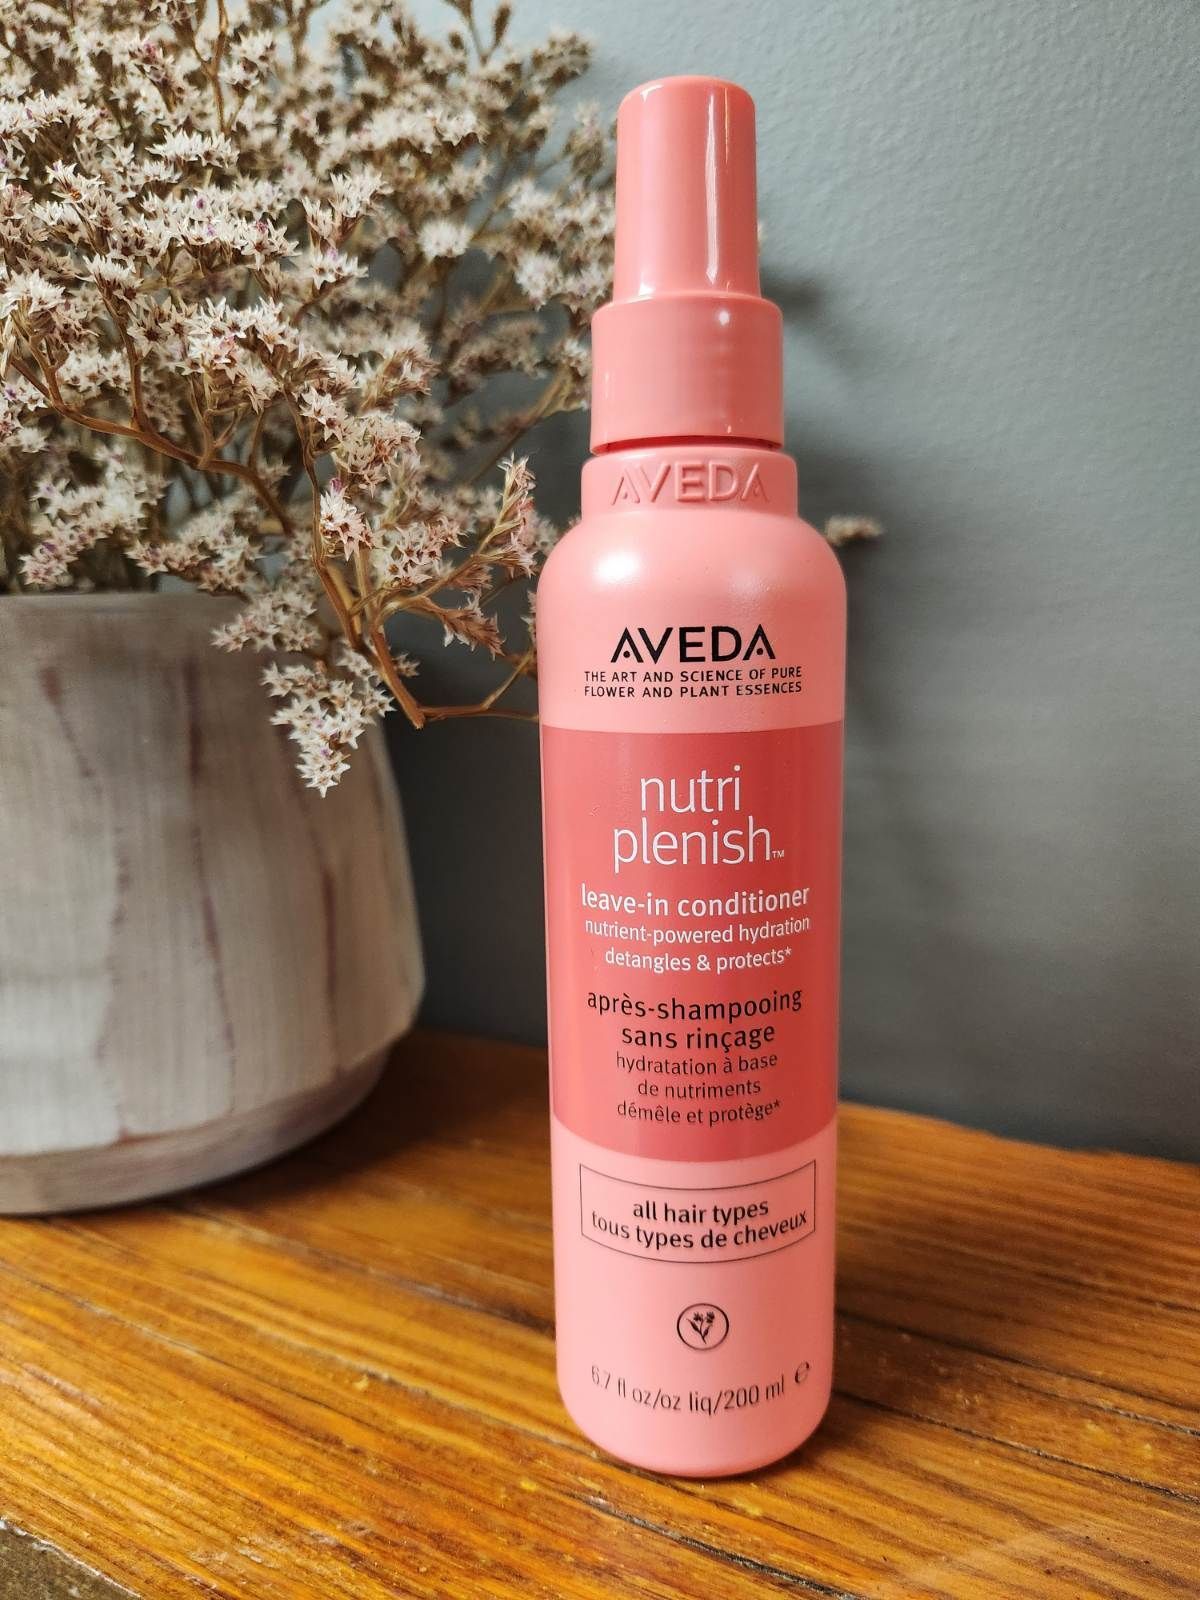 AVEDA
AVEDA
THE ART AND SCIENCE OF PURE
FLOWER AND PLANT ESSENCES
nutri
plenish™
leave-in conditioner
nutrient-powered hydration
detangles & protects*
après-shampooing
sans rinçage
hydratation à base
de nutriments
démêle et protège*
all hair types
tous types de cheveux
6.7 fl oz/oz liq/200 ml ℮